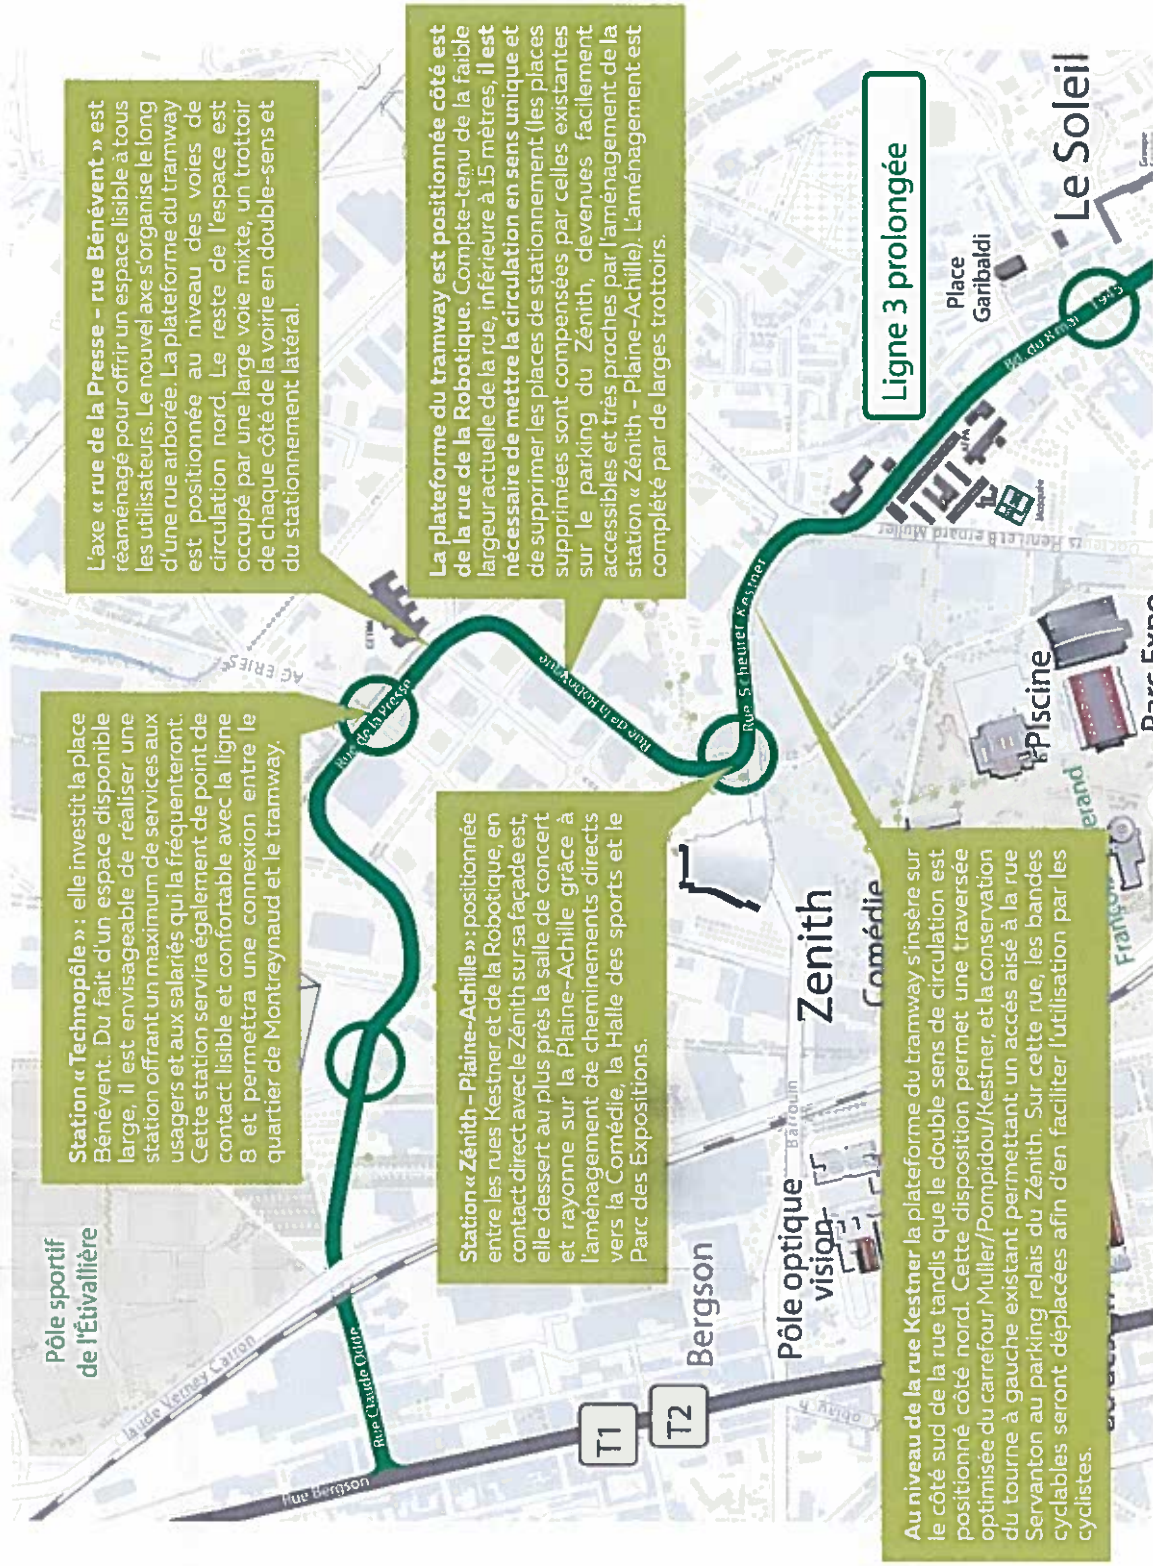 Pôle sportif
de l'Étivallière
Station « Technopôle » : elle investit la place
Bénévent. Du fait d'un espace disponible
large, il est envisageable de réaliser une
station offrant un maximum de services aux
usagers et aux salariés qui la fréquenteront.
Cette station servira également de point de
contact lisible et confortable avec la ligne
8 et permettra une connexion entre le
quartier de Montreynaud et le tramway.
L'axe « rue de la Presse – rue Bénévent » est
réaménagé pour offrir un espace lisible à tous
les utilisateurs. Le nouvel axe s'organise le long
d'une rue arborée. La plateforme du tramway
est positionnée au niveau des voies de
circulation nord. Le reste de l'espace est
occupé par une large voie mixte, un trottoir
de chaque côté de la voirie en double-sens et
du stationnement latéral.
Rue Bergson
Rue Claude Odde
Rue de la Presse
Rue de la Robotique
Station « Zénith – Plaine-Achille » : positionnée
entre les rues Kestner et de la Robotique, en
contact direct avec le Zénith sur sa façade est,
elle dessert au plus près la salle de concert
et rayonne sur la Plaine-Achille grâce à
l'aménagement de cheminements directs
vers la Comédie, la Halle des sports et le
Parc des Expositions.
La plateforme du tramway est positionnée côté est
de la rue de la Robotique. Compte-tenu de la faible
largeur actuelle de la rue, inférieure à 15 mètres, il est
nécessaire de mettre la circulation en sens unique et
de supprimer les places de stationnement (les places
supprimées sont compensées par celles existantes
sur le parking du Zénith, devenues facilement
accessibles et très proches par l'aménagement de la
station « Zénith – Plaine-Achille). L'aménagement est
complété par de larges trottoirs.
T1
T2
Bergson
Rue Scheurer Kestner
Pôle optique
vision
Barrouin
Zenith
Comédie
Ligne 3 prolongée
Place
Garibaldi
Bd. du 8 mai 1945
Le Soleil
Mosquée
Piscine
Parc Expo
Au niveau de la rue Kestner la plateforme du tramway s'insère sur
le côté sud de la rue tandis que le double sens de circulation est
positionné côté nord. Cette disposition permet une traversée
optimisée du carrefour Muller/Pompidou/Kestner, et la conservation
du tourne à gauche existant permettant un accès aisé à la rue
Servanton au parking relais du Zénith. Sur cette rue, les bandes
cyclables seront déplacées afin d'en faciliter l'utilisation par les
cyclistes.